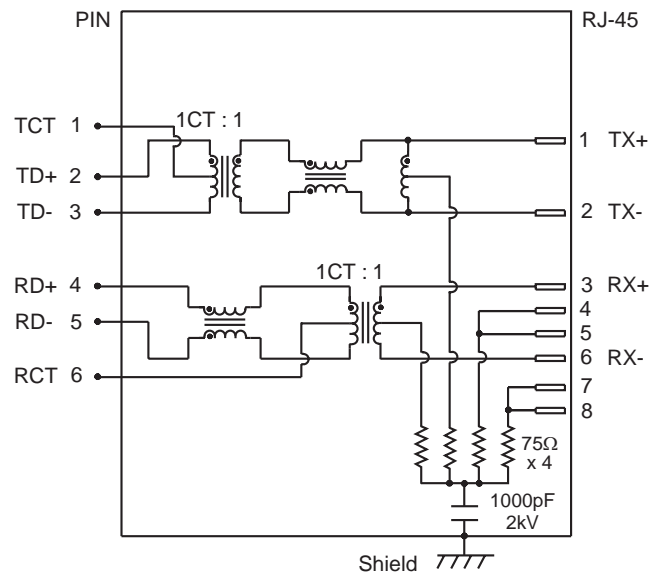 PIN RJ-45
TCT 1
1CT : 1
1 TX+
TD+ 2
TD- 3
2 TX-
1CT : 1
RD+ 4
3 RX+
4
RD- 5
5
6 RX-
RCT 6
7
8
75Ω
x 4
1000pF
2kV
Shield